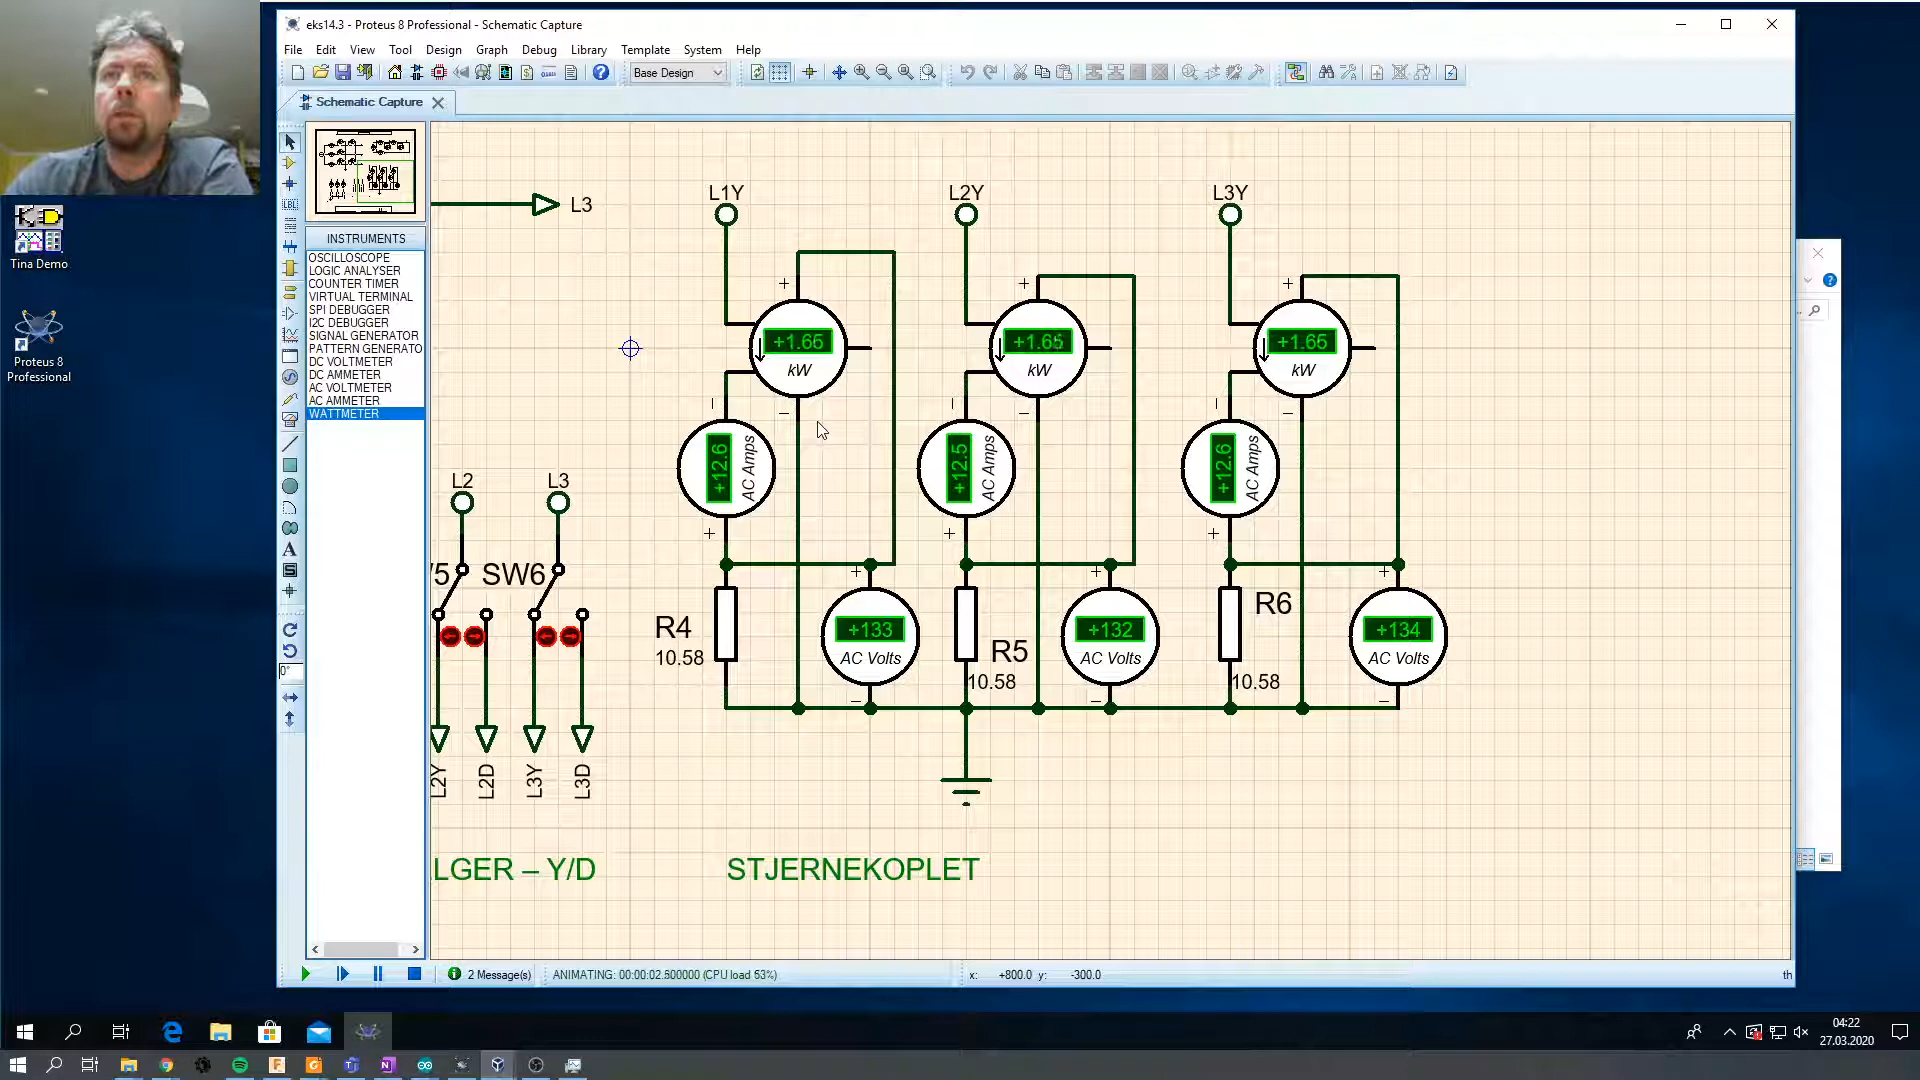 eks14.3 - Proteus 8 Professional - Schematic Capture
File Edit View Tool Design Graph Debug Library Template System Help
Base Design
Schematic Capture
INSTRUMENTS
OSCILLOSCOPE
LOGIC ANALYSER
COUNTER TIMER
VIRTUAL TERMINAL
SPI DEBUGGER
I2C DEBUGGER
SIGNAL GENERATOR
PATTERN GENERATO
DC VOLTMETER
DC AMMETER
AC VOLTMETER
AC AMMETER
WATTMETER
Tina Demo
Proteus 8
Professional
LBL
0°
L3
L1Y
L2Y
L3Y
+ + +
+1.65 +1.65 +1.65
kW kW kW
+12.6 AC Amps
+12.5 AC Amps
+12.6 AC Amps
L2 L3
SW6
R4
10.58
+133
AC Volts
R5
10.58
+132
AC Volts
R6
10.58
+134
AC Volts
L2Y L2D L3Y L3D
LGER – Y/D
STJERNEKOPLET
2 Message(s)
ANIMATING: 00:00:02.500000 (CPU load 53%)
x: +800.0 y: -300.0
th
04:22
27.03.2020